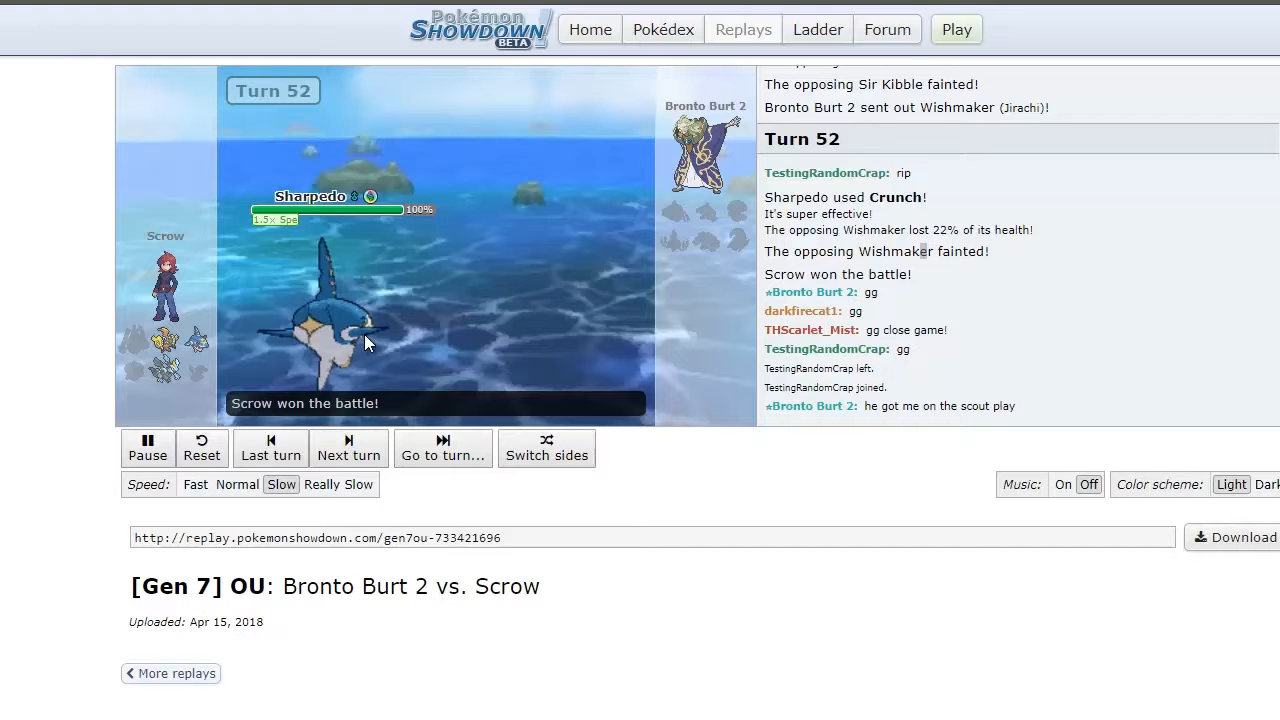 Pokémon
SHOWDOWN!
BETA
Home
Pokédex
Replays
Ladder
Forum
Play
Turn 52
Bronto Burt 2
Sharpedo
100%
1.5× Spe
Scrow
Scrow won the battle!
The opposing Sir Kibble fainted!
Bronto Burt 2 sent out Wishmaker (Jirachi)!
Turn 52
TestingRandomCrap: rip
Sharpedo used Crunch!
It's super effective!
The opposing Wishmaker lost 22% of its health!
The opposing Wishmaker fainted!
Scrow won the battle!
☆Bronto Burt 2: gg
darkfirecat1: gg
THScarlet_Mist: gg close game!
TestingRandomCrap: gg
TestingRandomCrap left.
TestingRandomCrap joined.
☆Bronto Burt 2: he got me on the scout play
Pause
Reset
Last turn
Next turn
Go to turn...
Switch sides
Speed: Fast Normal Slow Really Slow
Music: On Off
Color scheme: Light Dark
http://replay.pokemonshowdown.com/gen7ou-733421696
Download
[Gen 7] OU: Bronto Burt 2 vs. Scrow
Uploaded: Apr 15, 2018
More replays